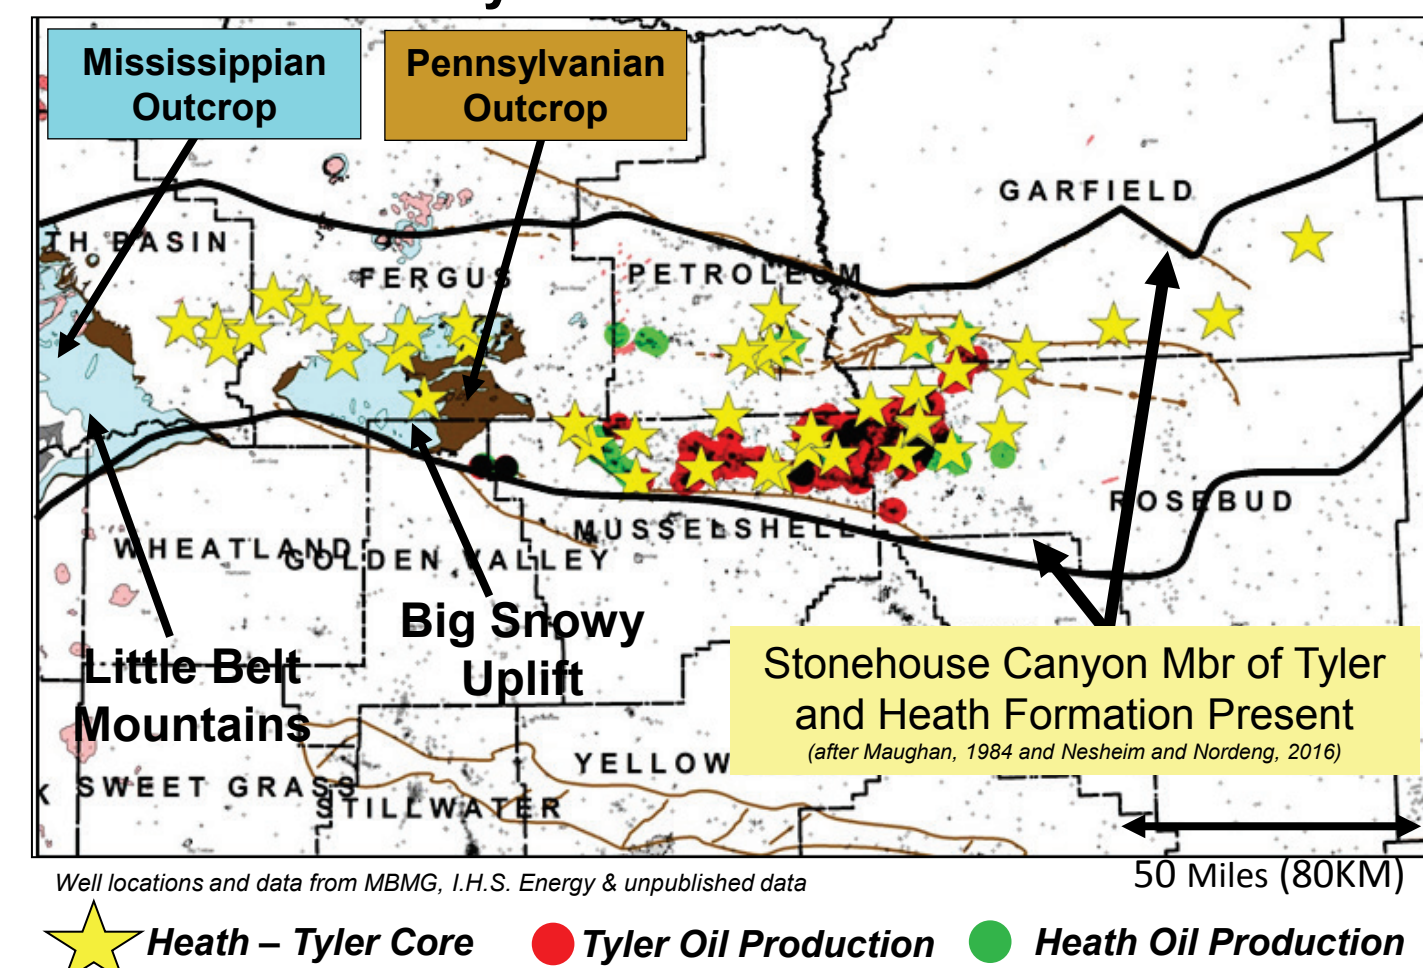 Mississippian
Outcrop
Pennsylvanian
Outcrop
GARFIELD
TH BASIN
FERGUS
PETROLEUM
ROSEBUD
MUSSELSHELL
WHEATLAND
GOLDEN VALLEY
Big Snowy
Uplift
Little Belt
Mountains
Stonehouse Canyon Mbr of Tyler
and Heath Formation Present
(after Maughan, 1984 and Nesheim and Nordeng, 2016)
YELLOW
K SWEET GRASS
STILLWATER
50 Miles (80KM)
Well locations and data from MBMG, I.H.S. Energy & unpublished data
Heath – Tyler Core
Tyler Oil Production
Heath Oil Production